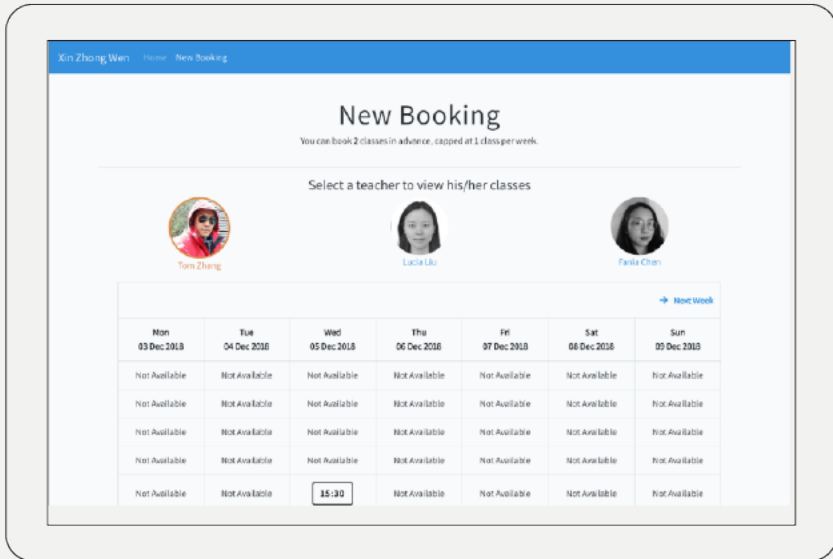 Xin Zhong Wen Home New Booking
New Booking
You can book 2 classes in advance, capped at 1 class per week.
Select a teacher to view his/her classes
Tom Zhang Lucia Liu Fania Chen
→ Next Week
Mon Tue Wed Thu Fri Sat Sun
03 Dec 2018 04 Dec 2018 05 Dec 2018 06 Dec 2018 07 Dec 2018 08 Dec 2018 09 Dec 2018
Not Available Not Available Not Available Not Available Not Available Not Available Not Available
Not Available Not Available Not Available Not Available Not Available Not Available Not Available
Not Available Not Available Not Available Not Available Not Available Not Available Not Available
Not Available Not Available Not Available Not Available Not Available Not Available Not Available
Not Available Not Available 15:30 Not Available Not Available Not Available Not Available